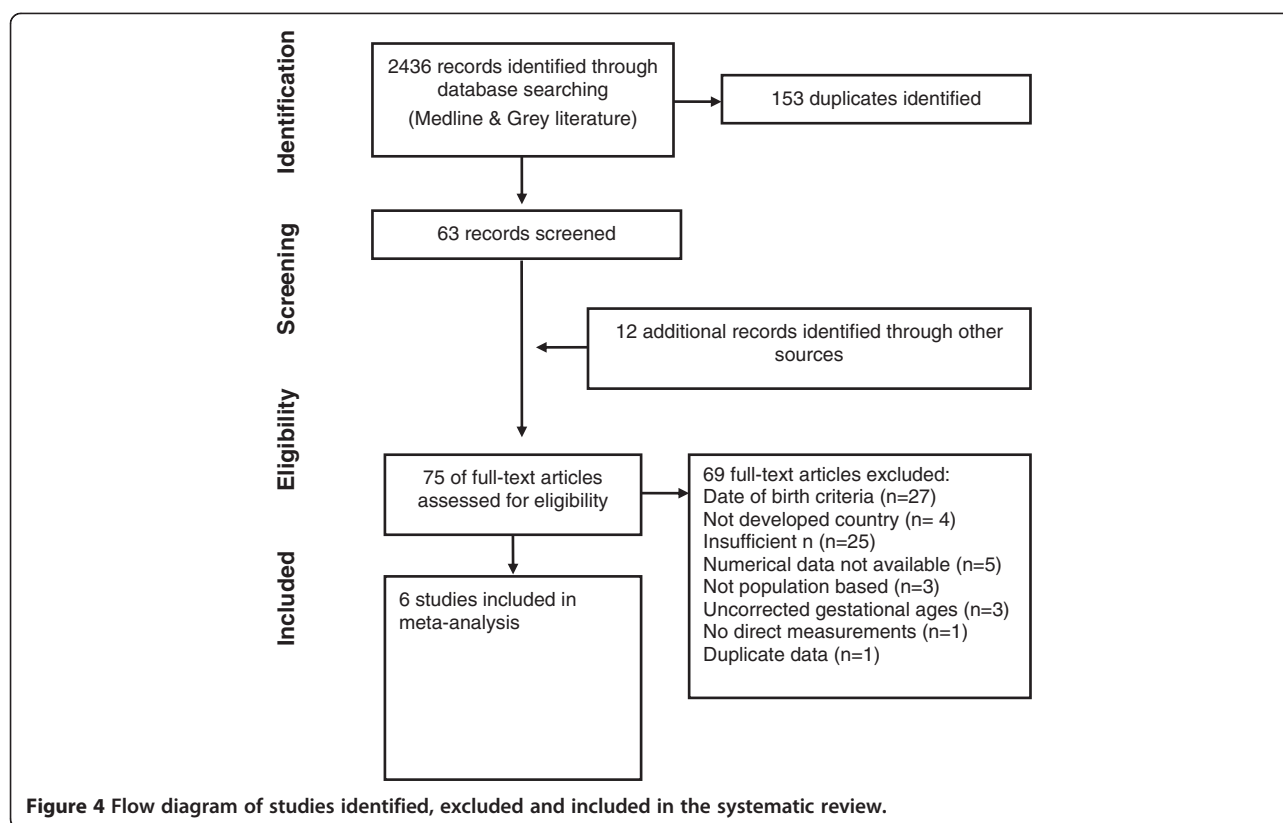 Identification
2436 records identified through
database searching
(Medline & Grey literature)
153 duplicates identified
Screening
63 records screened
12 additional records identified through other
sources
Eligibility
75 of full-text articles
assessed for eligibility
69 full-text articles excluded:
Date of birth criteria (n=27)
Not developed country (n= 4)
Insufficient n (n=25)
Numerical data not available (n=5)
Not population based (n=3)
Uncorrected gestational ages (n=3)
No direct measurements (n=1)
Duplicate data (n=1)
Included
6 studies included in
meta-analysis
Figure 4 Flow diagram of studies identified, excluded and included in the systematic review.